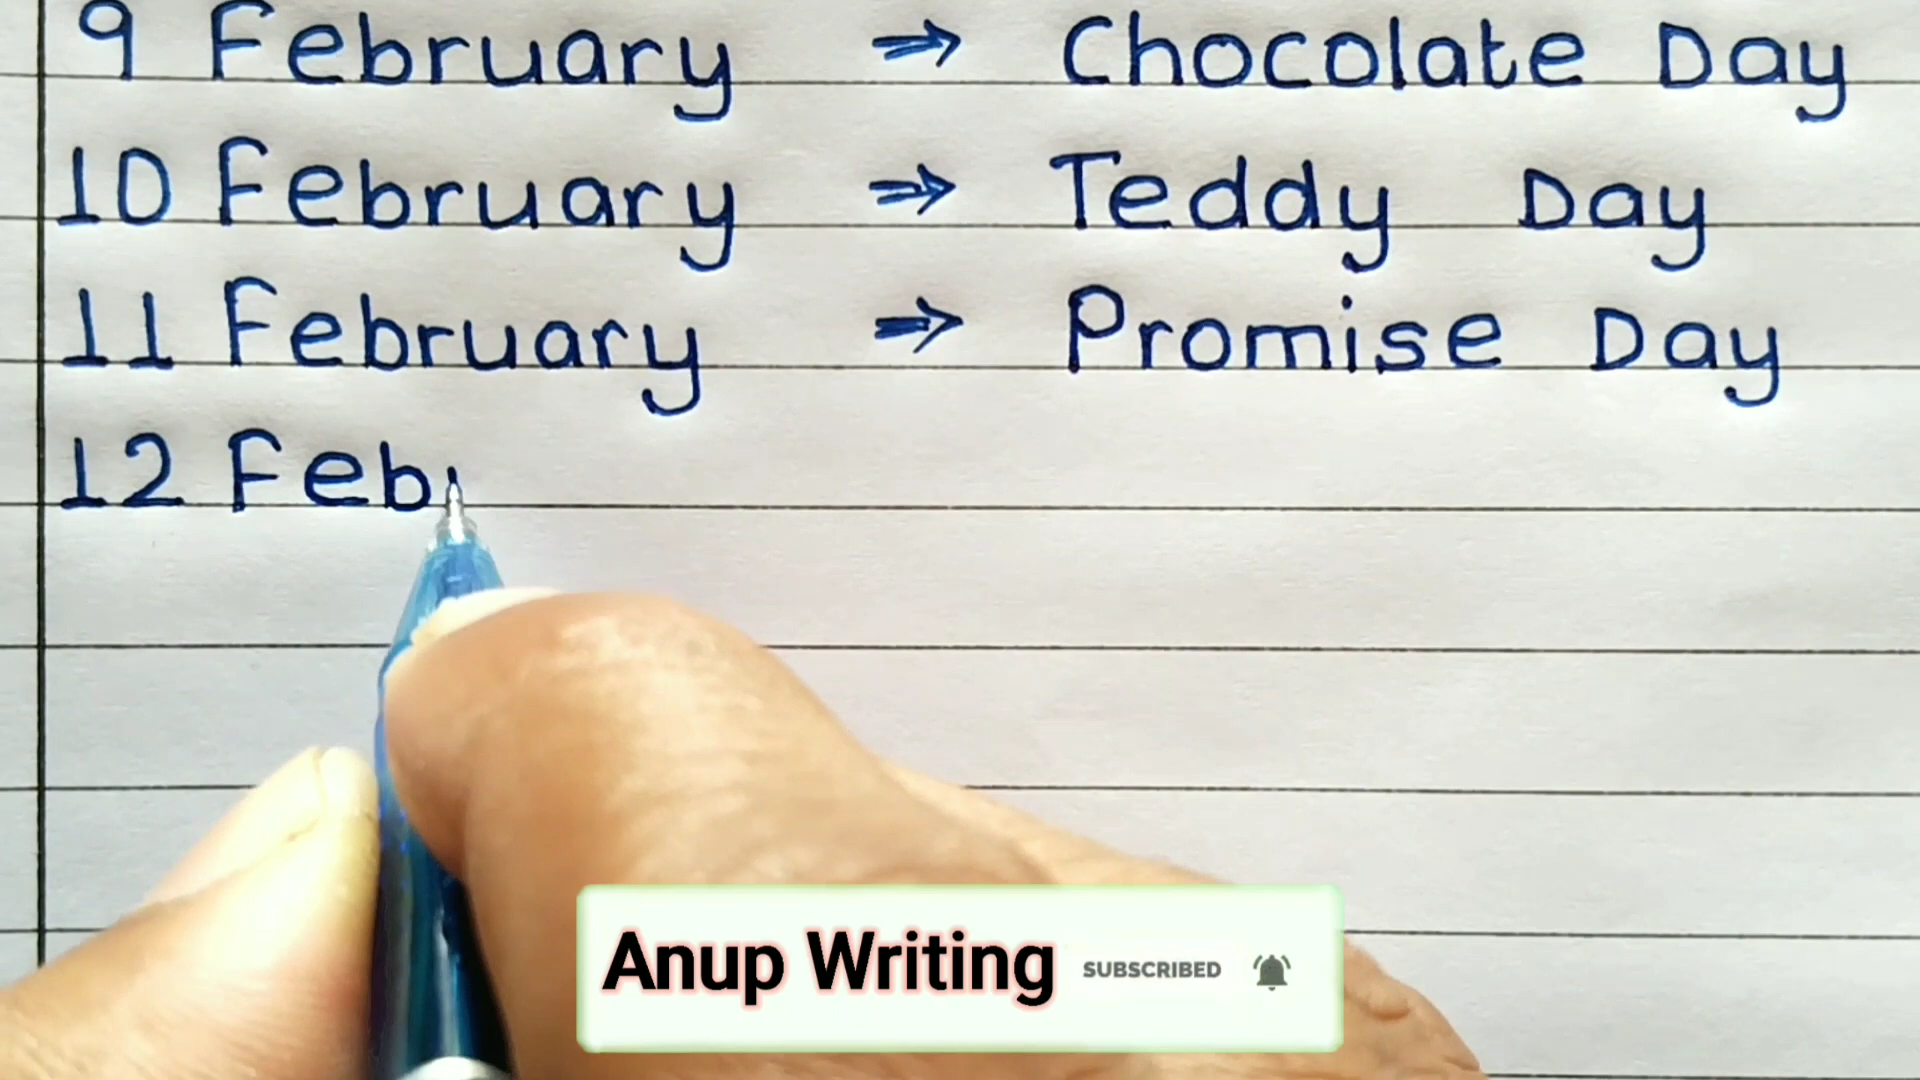 9 February ⇒ Chocolate Day
10 February ⇒ Teddy Day
11 February ⇒ Promise Day
12 Feb
Anup Writing SUBSCRIBED